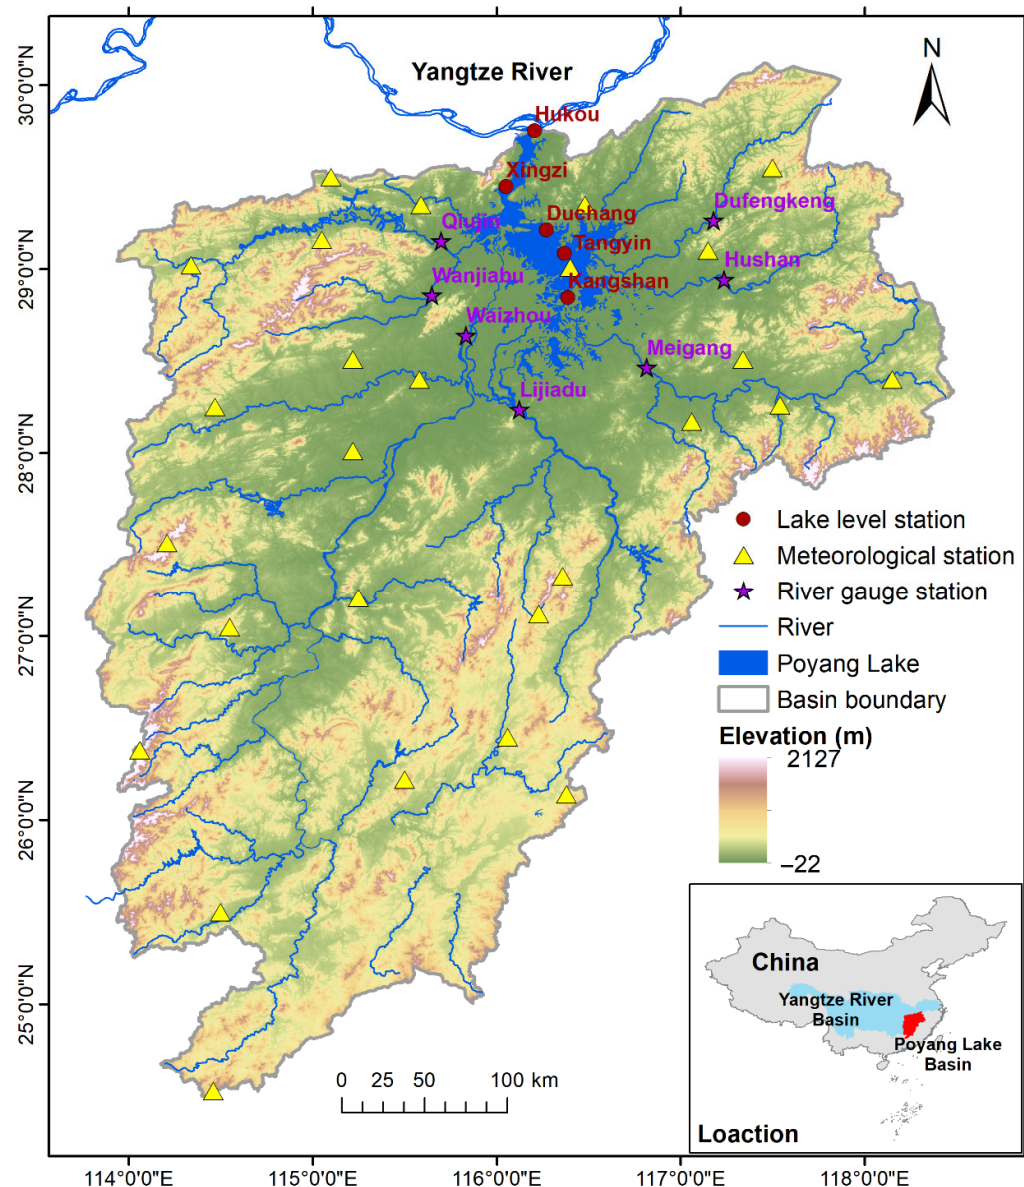 N
Yangtze River
Hukou
Xingzi
Dufengkeng
Duchang
Qiujin
Tangyin
Hushan
Kangshan
Wanjiabu
Waizhou
Meigang
Lijiadu
Lake level station
Meteorological station
River gauge station
River
Poyang Lake
Basin boundary
Elevation (m)
2127
−22
0 25 50 100 km
China
Yangtze River
Basin
Poyang Lake
Basin
Loaction
30°0'0"N
29°0'0"N
28°0'0"N
27°0'0"N
26°0'0"N
25°0'0"N
114°0'0"E 115°0'0"E 116°0'0"E 117°0'0"E 118°0'0"E